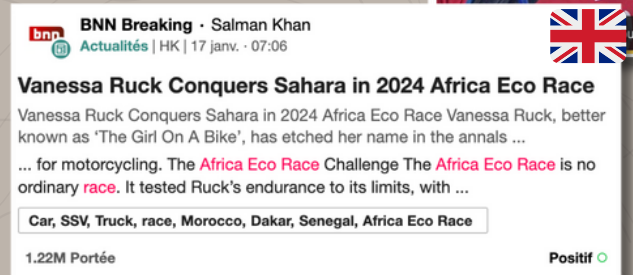 bnn
BNN Breaking · Salman Khan
Actualités | HK | 17 janv. · 07:06
Vanessa Ruck Conquers Sahara in 2024 Africa Eco Race
Vanessa Ruck Conquers Sahara in 2024 Africa Eco Race Vanessa Ruck, better
known as ‘The Girl On A Bike’, has etched her name in the annals ...
... for motorcycling. The Africa Eco Race Challenge The Africa Eco Race is no
ordinary race. It tested Ruck’s endurance to its limits, with ...
Car, SSV, Truck, race, Morocco, Dakar, Senegal, Africa Eco Race
1.22M Portée
Positif